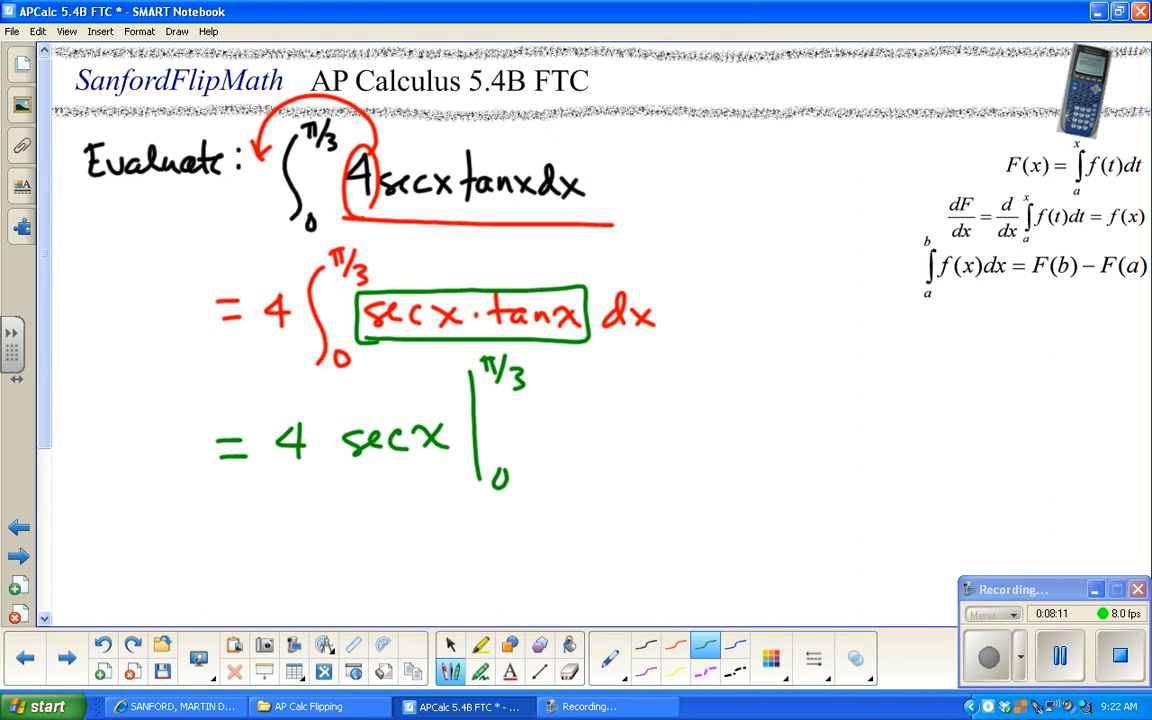 APCalc 5.4B FTC * - SMART Notebook
File Edit View Insert Format Draw Help
SanfordFlipMath AP Calculus 5.4B FTC
Evaluate: ∫₀^π/3 4 secx tanx dx
F(x) = ∫ₐˣ f(t)dt
dF/dx = d/dx ∫ₐˣ f(t)dt = f(x)
∫ₐᵇ f(x)dx = F(b) − F(a)
= 4 ∫₀^π/3 secx · tanx dx
= 4 secx |₀^π/3
Recording...
Menu 0:08:11 8.0 fps
start SANFORD, MARTIN D... AP Calc Flipping APCalc 5.4B FTC * - ... Recording... 9:22 AM